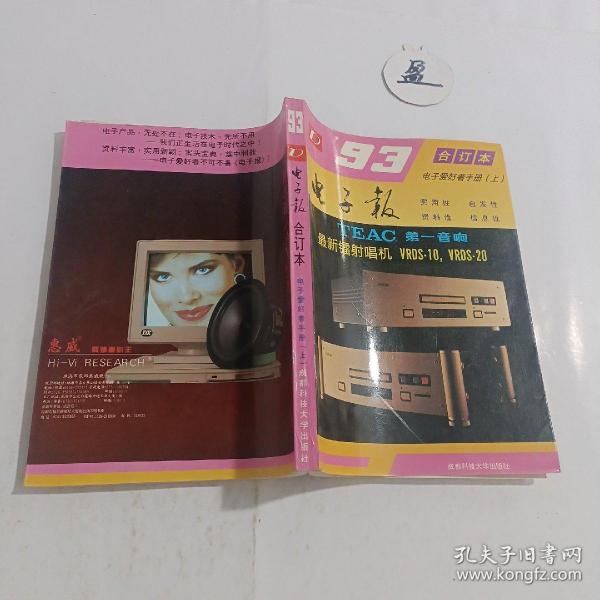 盈
电子产品，无处不在；电子技术，无所不用
——我们正生活在电子时代之中！
资料丰富，实用新颖；案头宝典，集中制胜
——电子爱好者不可不备《电子报》！
惠威
Hi-Vi RESEARCH
93
电子报
合订本
电子爱好者手册（上）
成都科技大学出版社
'93
合订本
电子爱好者手册（上）
电子报
实用性 启发性
资料性 信息性
TEAC 第一音响
最新镭射唱机 VRDS-10, VRDS-20
成都科技大学出版社
孔夫子旧书网
www.kongfz.com